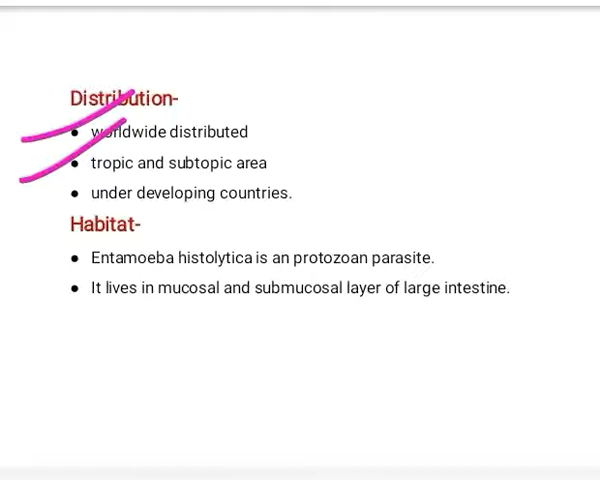 Distribution-
• worldwide distributed
• tropic and subtopic area
• under developing countries.
Habitat-
• Entamoeba histolytica is an protozoan parasite.
• It lives in mucosal and submucosal layer of large intestine.